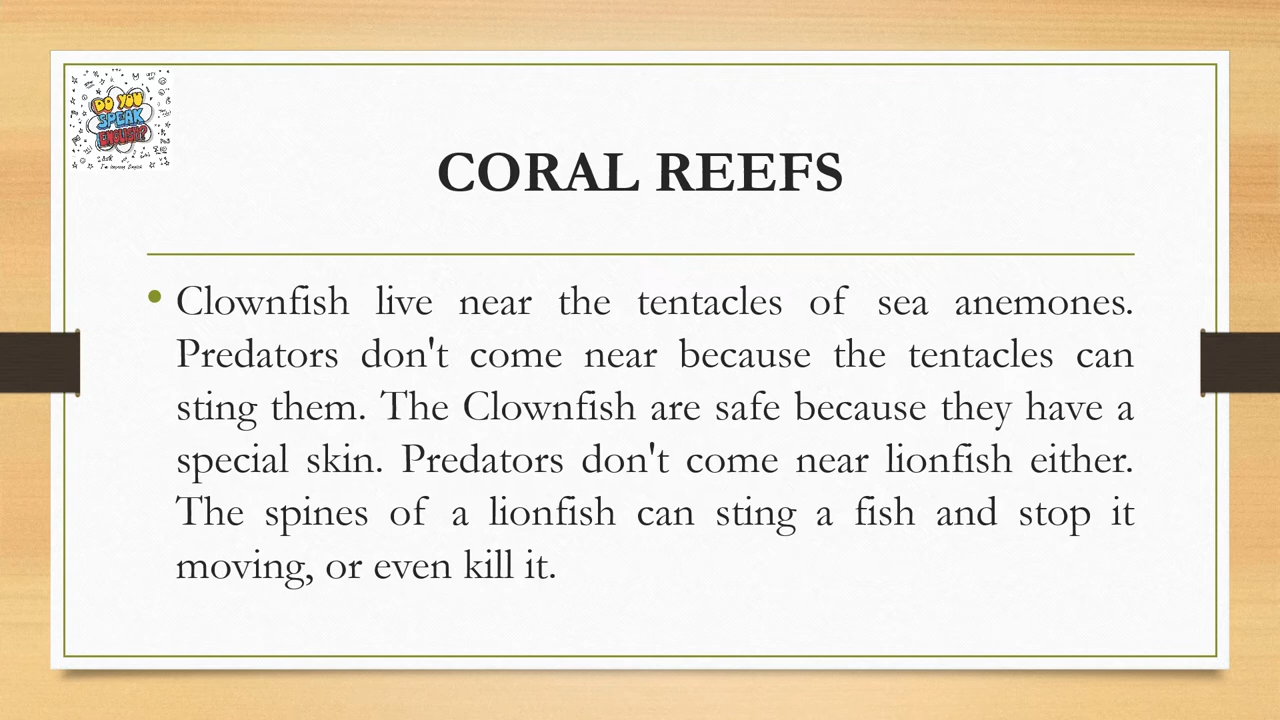 DO YOU
SPEAK
ENGLISH?
CORAL REEFS
• Clownfish live near the tentacles of sea anemones.
Predators don't come near because the tentacles can
sting them. The Clownfish are safe because they have a
special skin. Predators don't come near lionfish either.
The spines of a lionfish can sting a fish and stop it
moving, or even kill it.